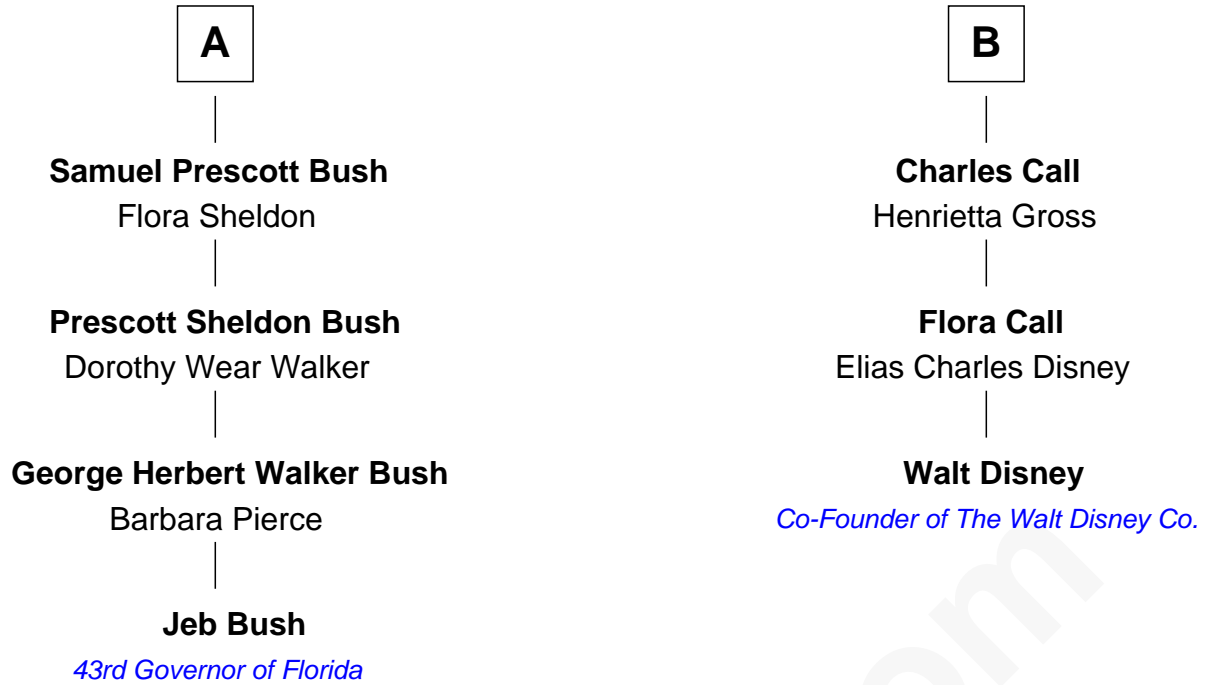 A
Samuel Prescott Bush
Flora Sheldon
Prescott Sheldon Bush
Dorothy Wear Walker
George Herbert Walker Bush
Barbara Pierce
Jeb Bush
43rd Governor of Florida
B
Charles Call
Henrietta Gross
Flora Call
Elias Charles Disney
Walt Disney
Co-Founder of The Walt Disney Co.
om